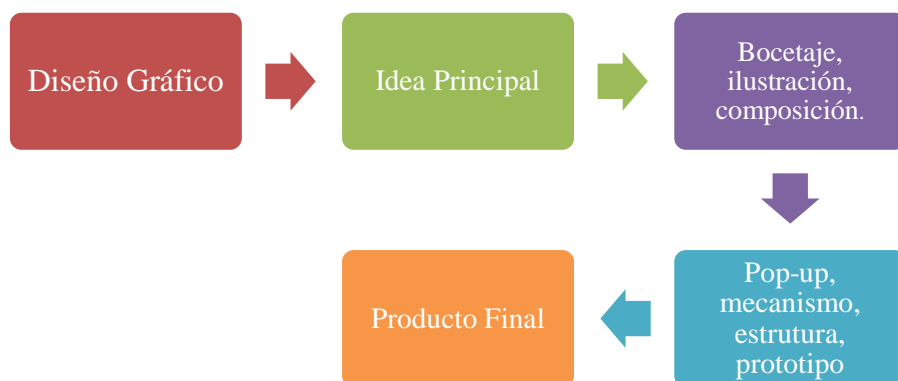 Diseño Gráfico
Idea Principal
Bocetaje,
ilustración,
composición.
Pop-up,
mecanismo,
estrutura,
prototipo
Producto Final